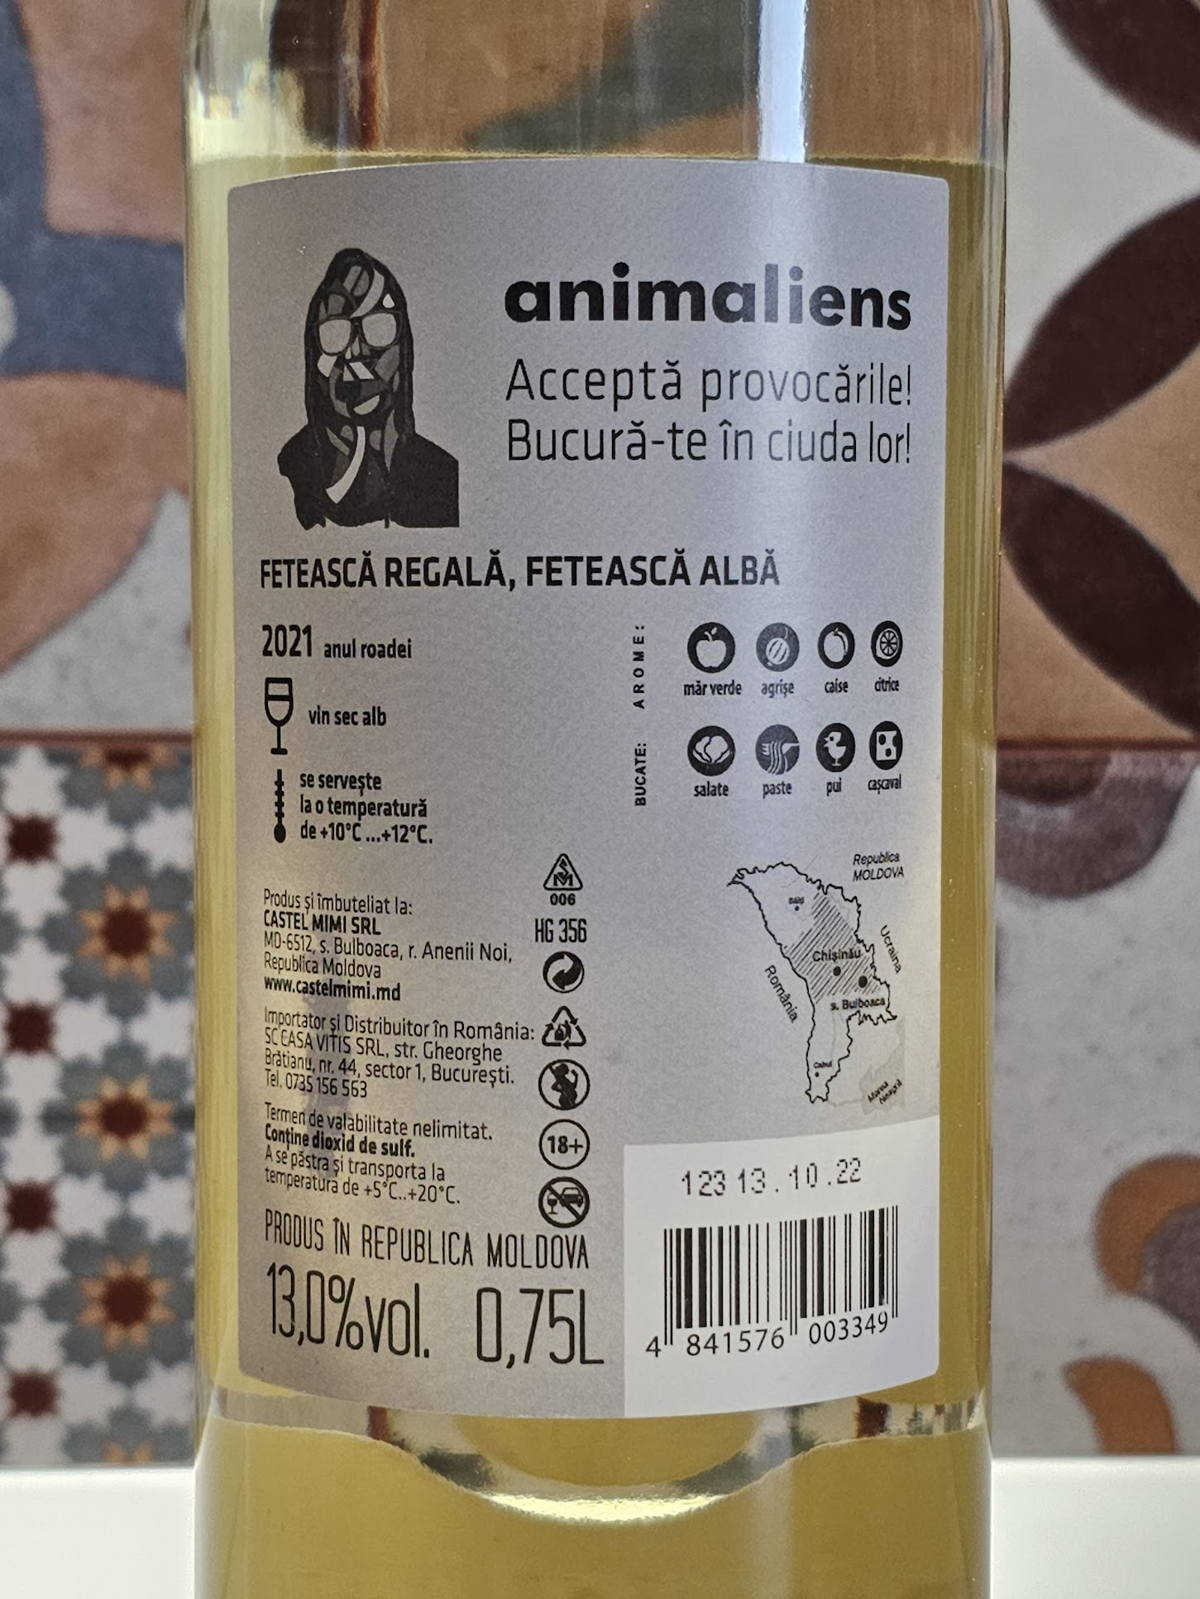 animaliens
Acceptă provocările!
Bucură-te în ciuda lor!
FETEASCĂ REGALĂ, FETEASCĂ ALBĂ
2021 anul roadei
vin sec alb
se servește
la o temperatură
de +10°C ...+12°C.
AROME:
măr verde agrișe caise citrice
BUCATE:
salate paste pui cașcaval
Produs și îmbuteliat la:
CASTEL MIMI SRL
MD-6512, s. Bulboaca, r. Anenii Noi,
Republica Moldova
www.castelmimi.md
Importator și Distribuitor în România:
SC CASA VITIS SRL, str. Gheorghe
Brătianu, nr. 44, sector 1, București.
Tel. 0735 156 563
Termen de valabilitate nelimitat.
Conține dioxid de sulf.
A se păstra și transporta la
temperatura de +5°C..+20°C.
PRODUS ÎN REPUBLICA MOLDOVA
13,0%vol. 0,75L
SM
006
HG 356
18+
Republica
MOLDOVA
Chișinău
Ucraina
România
s. Bulboaca
Cahul
Marea
Neagră
123 13.10.22
4 841576 003349